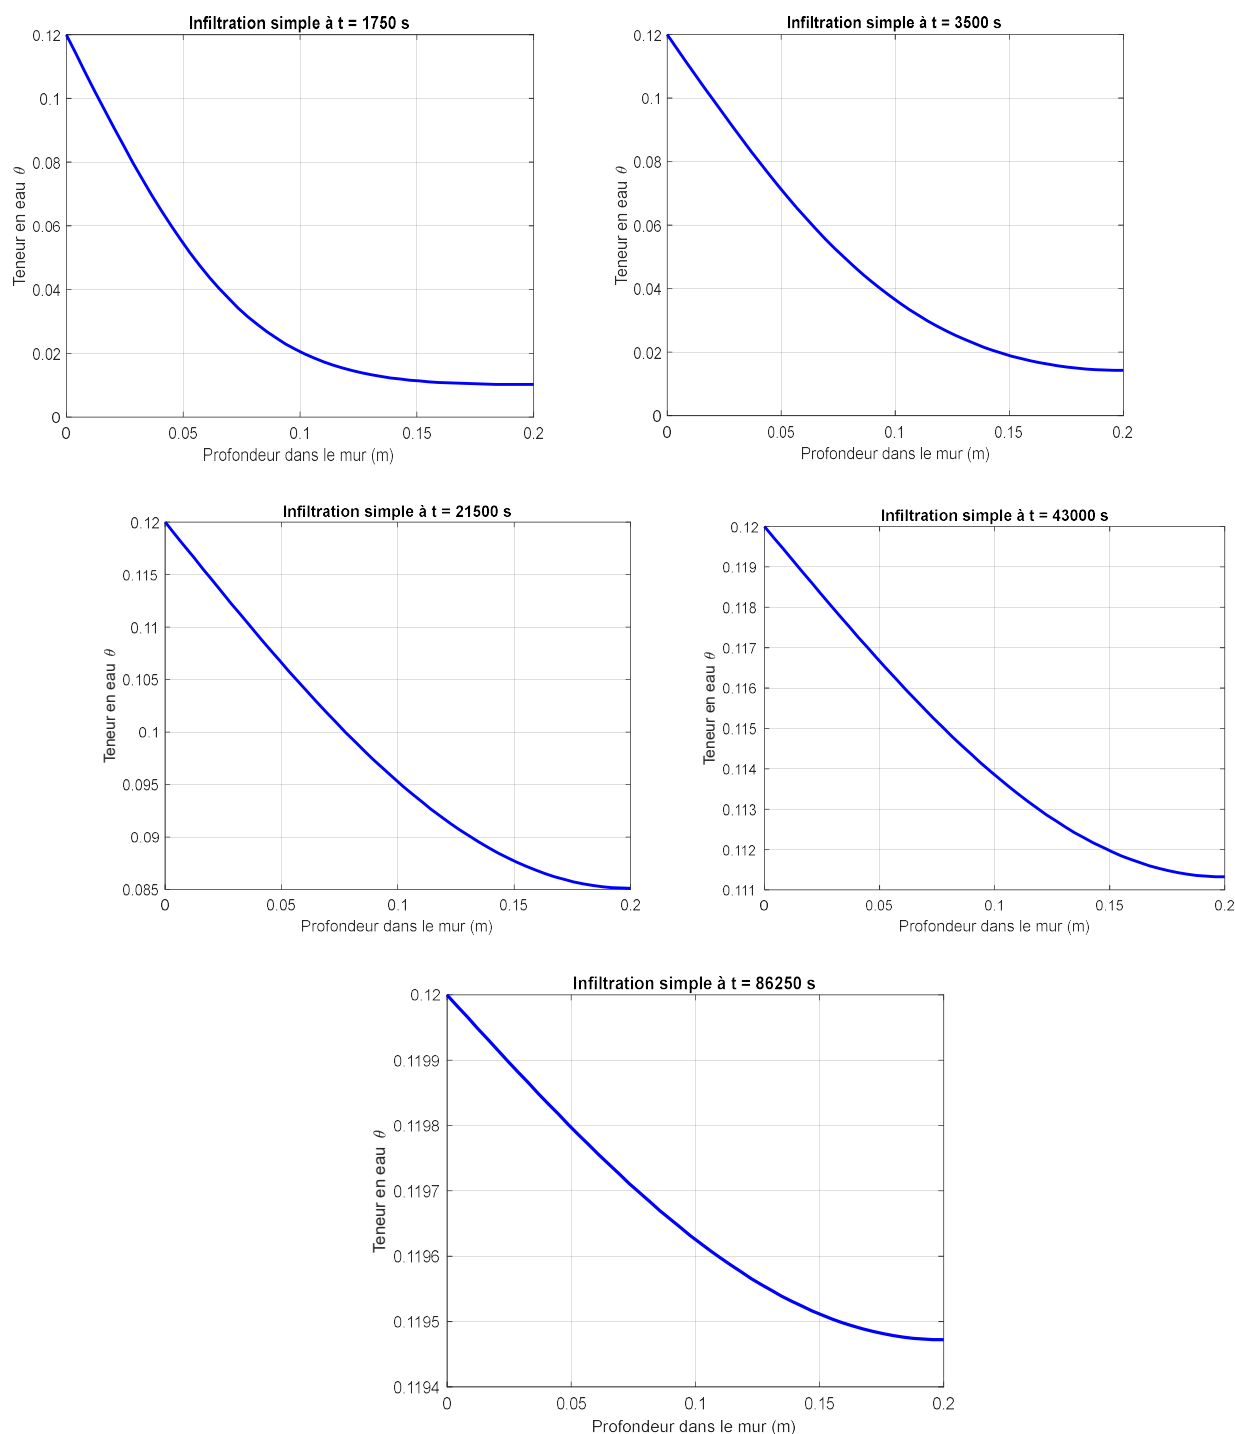 Infiltration simple à t = 1750 s
0.12
0.1
0.08
0.06
0.04
0.02
0
Teneur en eau θ
0 0.05 0.1 0.15 0.2
Profondeur dans le mur (m)
Infiltration simple à t = 3500 s
0.12
0.1
0.08
0.06
0.04
0.02
0
Teneur en eau θ
0 0.05 0.1 0.15 0.2
Profondeur dans le mur (m)
Infiltration simple à t = 21500 s
0.12
0.115
0.11
0.105
0.1
0.095
0.09
0.085
Teneur en eau θ
0 0.05 0.1 0.15 0.2
Profondeur dans le mur (m)
Infiltration simple à t = 43000 s
0.12
0.119
0.118
0.117
0.116
0.115
0.114
0.113
0.112
0.111
Teneur en eau θ
0 0.05 0.1 0.15 0.2
Profondeur dans le mur (m)
Infiltration simple à t = 86250 s
0.12
0.1199
0.1198
0.1197
0.1196
0.1195
0.1194
Teneur en eau θ
0 0.05 0.1 0.15 0.2
Profondeur dans le mur (m)